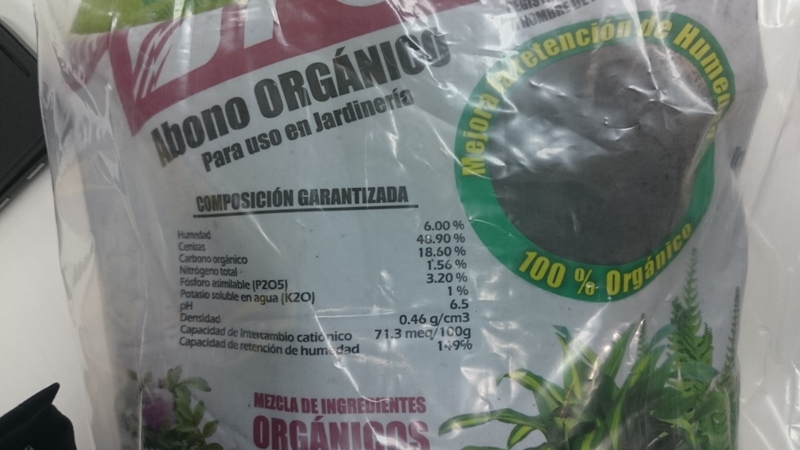 Abono ORGÁNICO
Para uso en Jardinería
Mejora retención de Humedad
100 % Orgánico
COMPOSICIÓN GARANTIZADA
Humedad 6.00 %
Cenizas 48.90 %
Carbono orgánico 18.60 %
Nitrógeno total 1.56 %
Fósforo asimilable (P2O5) 3.20 %
Potasio soluble en agua (K2O) 1 %
pH 6.5
Densidad 0.46 g/cm3
Capacidad de Intercambio catiónico 71.3 meq/100g
Capacidad de retención de humedad 149%
MEZCLA DE INGREDIENTES
ORGÁNICOS